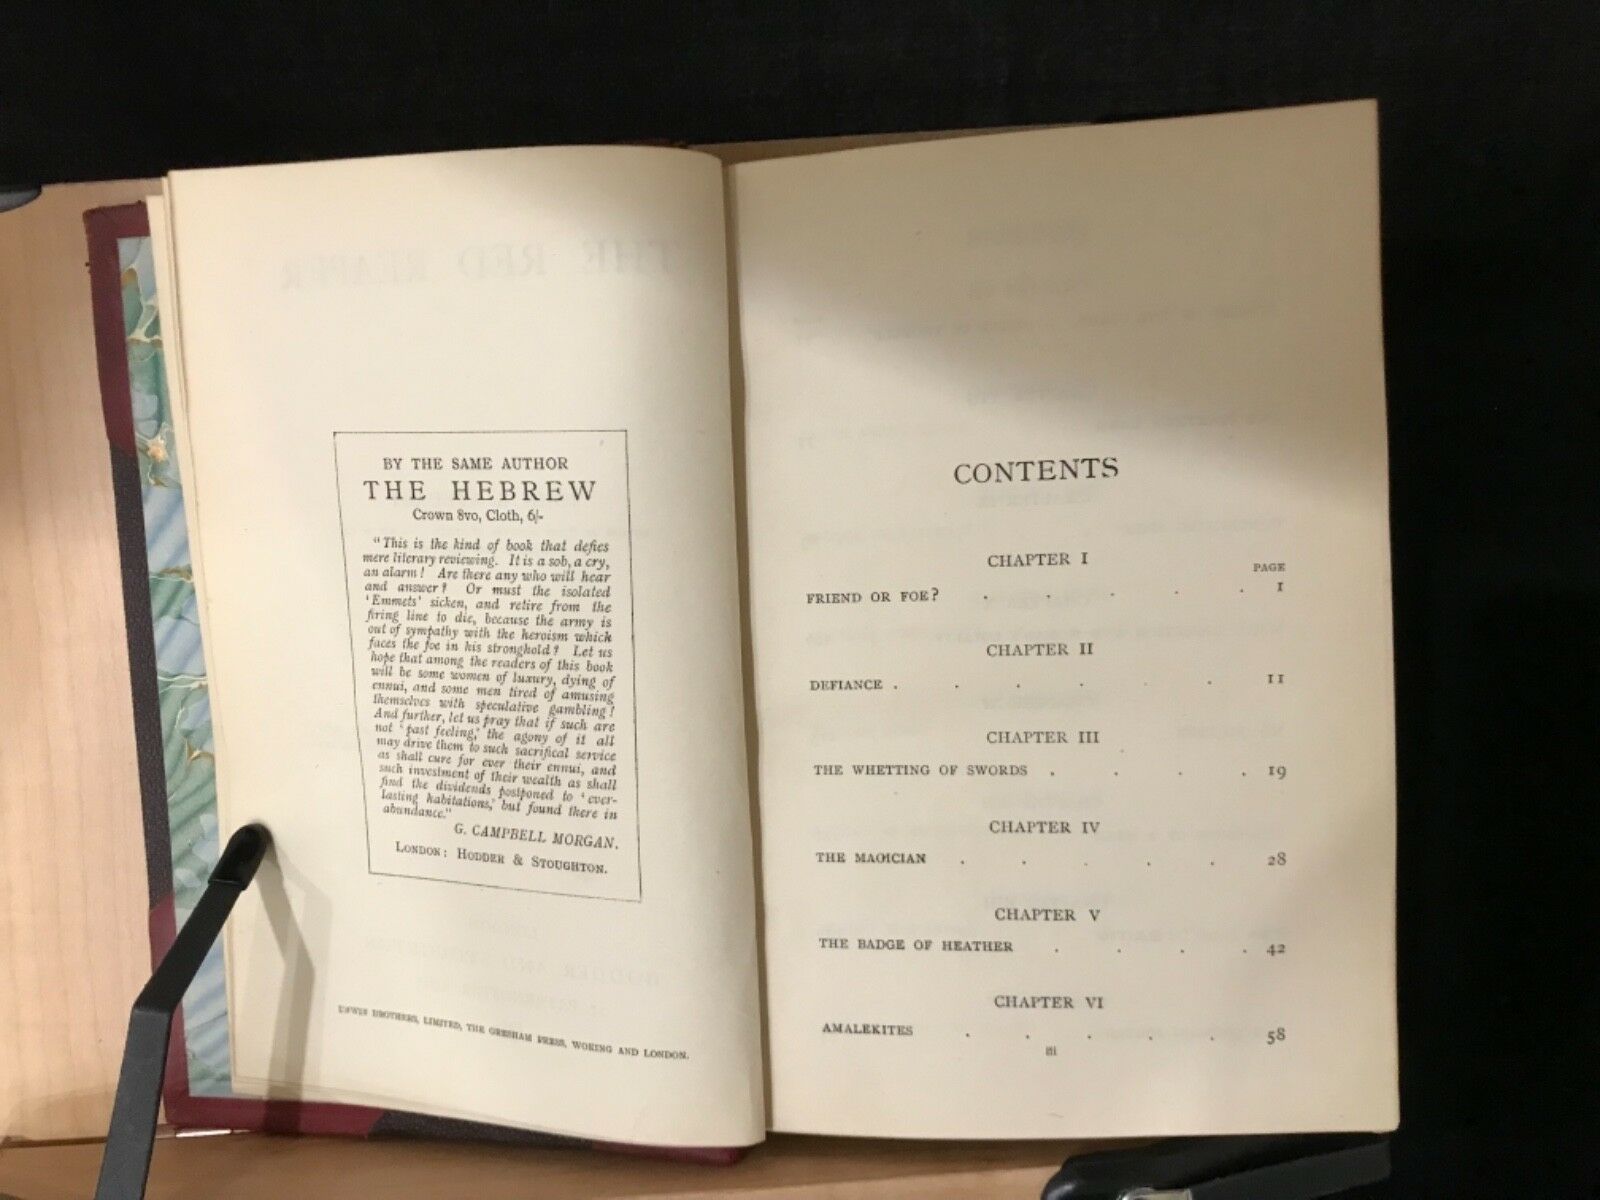 BY THE SAME AUTHOR
THE HEBREW
Crown 8vo, Cloth, 6/-
"This is the kind of book that defies
mere literary reviewing. It is a sob, a cry,
an alarm! Are there any who will hear
and answer? Or must the isolated
'Emmets' sicken, and retire from the
firing line to die, because the army is
out of sympathy with the heroism which
faces the foe in his stronghold? Let us
hope that among the readers of this book
will be some women of luxury, dying of
ennui, and some men tired of amusing
themselves with speculative gambling!
And further, let us pray that if such are
not 'past feeling,' the agony of it all
may drive them to such sacrifical service
as shall cure for ever their ennui, and
such investment of their wealth as shall
find the dividends postponed to 'ever-
lasting habitations,' but found there in
abundance."
G. CAMPBELL MORGAN.
LONDON: HODDER & STOUGHTON.
UNWIN BROTHERS, LIMITED, THE GRESHAM PRESS, WOKING AND LONDON.
CONTENTS
CHAPTER I
PAGE
FRIEND OR FOE? . . . . . 1
CHAPTER II
DEFIANCE . . . . . . 11
CHAPTER III
THE WHETTING OF SWORDS . . . . 19
CHAPTER IV
THE MAGICIAN . . . . . 28
CHAPTER V
THE BADGE OF HEATHER . . . . 42
CHAPTER VI
AMALEKITES . . . . . 58
iii
THE RED REAPER